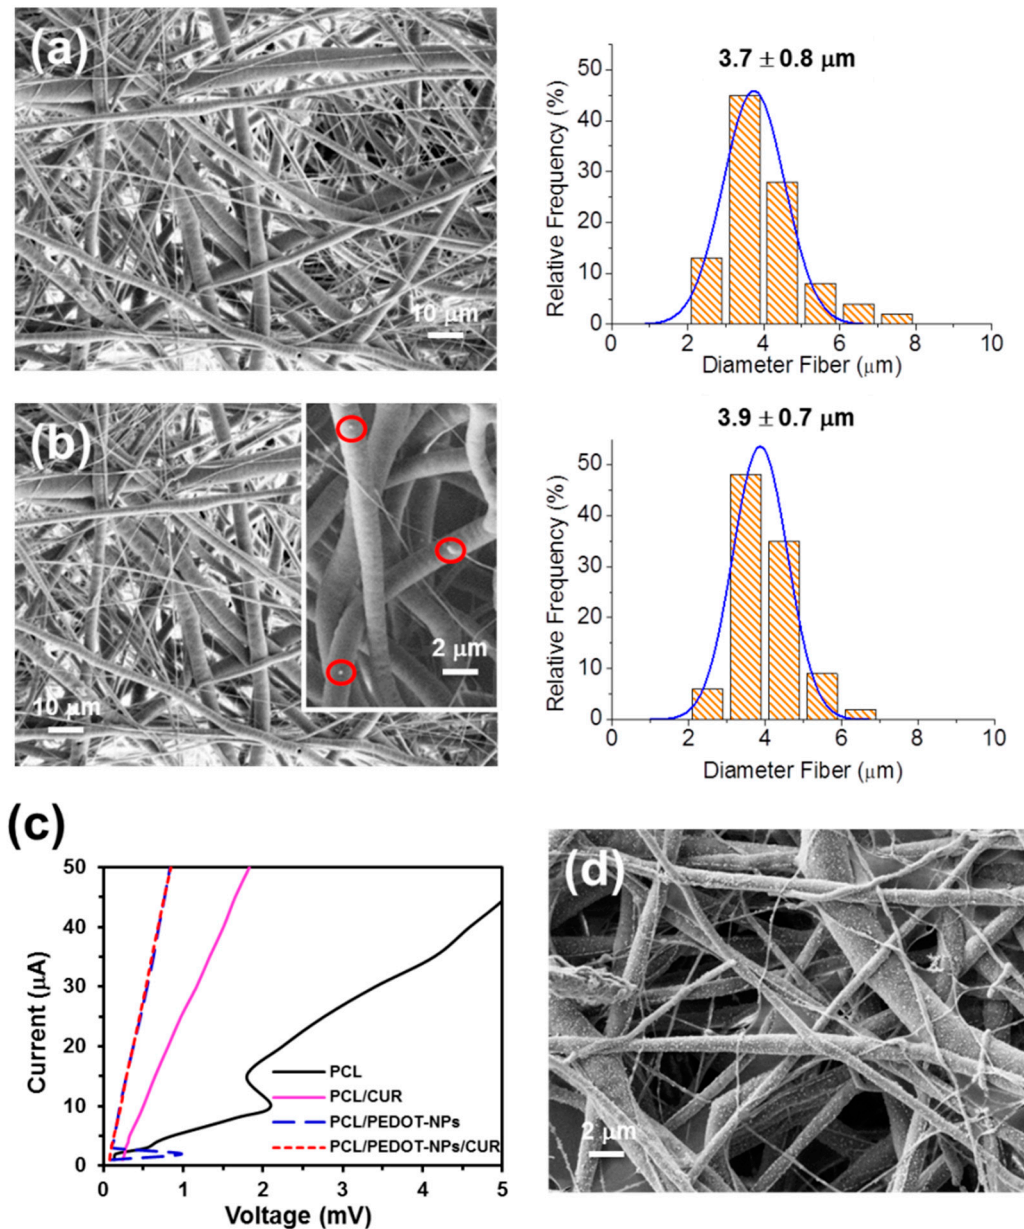 (a)
10 μm
3.7 ± 0.8 μm
Relative Frequency (%)
50
40
30
20
10
0
0 2 4 6 8 10
Diameter Fiber (μm)
(b)
10 μm
2 μm
3.9 ± 0.7 μm
Relative Frequency (%)
50
40
30
20
10
0
0 2 4 6 8 10
Diameter Fiber (μm)
(c)
Current (μA)
50
40
30
20
10
0
PCL
PCL/CUR
PCL/PEDOT-NPs
PCL/PEDOT-NPs/CUR
0 1 2 3 4 5
Voltage (mV)
(d)
2 μm